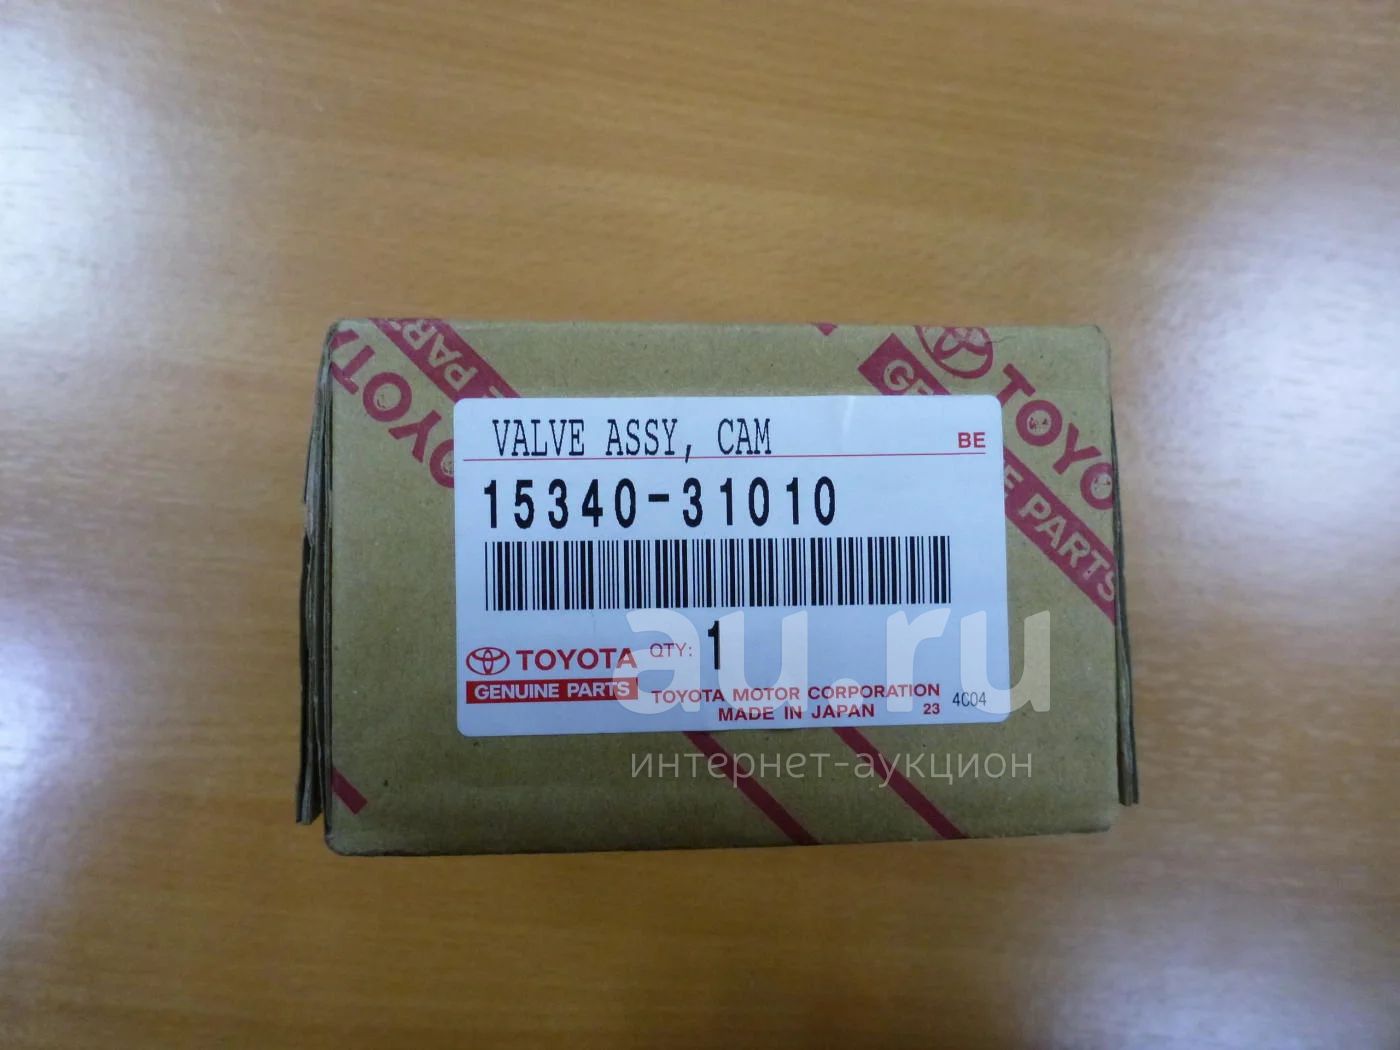 TOYOTA
E PARTS
TOYOTA
GENUINE PARTS
VALVE ASSY, CAM
BE
15340-31010
TOYOTA
GENUINE PARTS
QTY: 1
TOYOTA MOTOR CORPORATION
MADE IN JAPAN 23 4C04
au.ru
интернет-аукцион